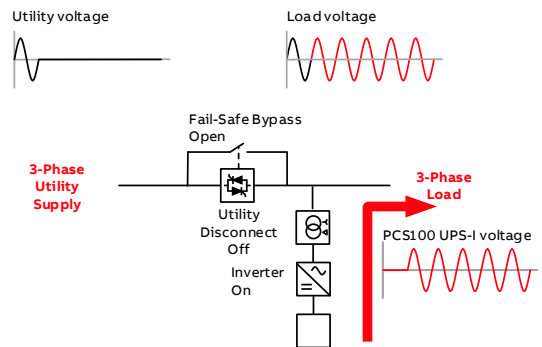 Utility voltage
Load voltage
Fail-Safe Bypass
Open
3-Phase
Utility
Supply
3-Phase
Load
Utility
Disconnect
Off
PCS100 UPS-I voltage
Inverter
On